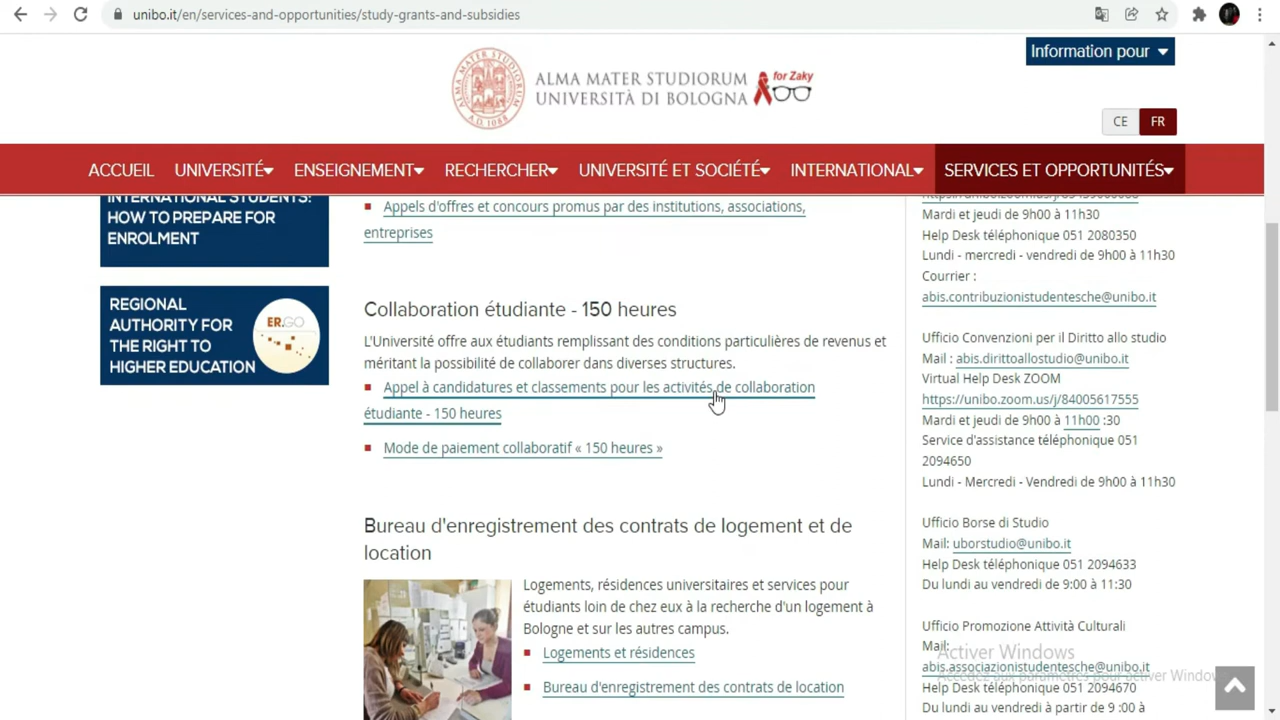 unibo.it/en/services-and-opportunities/study-grants-and-subsidies
Information pour
ALMA MATER STUDIORUM
UNIVERSITÀ DI BOLOGNA
for Zaky
CE FR
ACCUEIL UNIVERSITÉ ENSEIGNEMENT RECHERCHER UNIVERSITÉ ET SOCIÉTÉ INTERNATIONAL SERVICES ET OPPORTUNITÉS
INTERNATIONAL STUDENTS:
HOW TO PREPARE FOR
ENROLMENT
REGIONAL
AUTHORITY FOR
THE RIGHT TO
HIGHER EDUCATION
ER.GO
Appels d'offres et concours promus par des institutions, associations,
entreprises
Collaboration étudiante - 150 heures
L'Université offre aux étudiants remplissant des conditions particulières de revenus et
méritant la possibilité de collaborer dans diverses structures.
Appel à candidatures et classements pour les activités de collaboration
étudiante - 150 heures
Mode de paiement collaboratif « 150 heures »
Bureau d'enregistrement des contrats de logement et de
location
Logements, résidences universitaires et services pour
étudiants loin de chez eux à la recherche d'un logement à
Bologne et sur les autres campus.
Logements et résidences
Bureau d'enregistrement des contrats de location
Mardi et jeudi de 9h00 à 11h30
Help Desk téléphonique 051 2080350
Lundi - mercredi - vendredi de 9h00 à 11h30
Courrier :
abis.contribuzionistudentesche@unibo.it
Ufficio Convenzioni per il Diritto allo studio
Mail : abis.dirittoallostudio@unibo.it
Virtual Help Desk ZOOM
https://unibo.zoom.us/j/84005617555
Mardi et jeudi de 9h00 à 11h00 :30
Service d'assistance téléphonique 051
2094650
Lundi - Mercredi - Vendredi de 9h00 à 11h30
Ufficio Borse di Studio
Mail: uborstudio@unibo.it
Help Desk téléphonique 051 2094633
Du lundi au vendredi de 9:00 à 11:30
Ufficio Promozione Attività Culturali
Mail:
abis.associazionistudentesche@unibo.it
Help Desk téléphonique 051 2094670
Du lundi au vendredi à partir de 9 :00 à
Activer Windows
Accédez aux paramètres pour activer Window